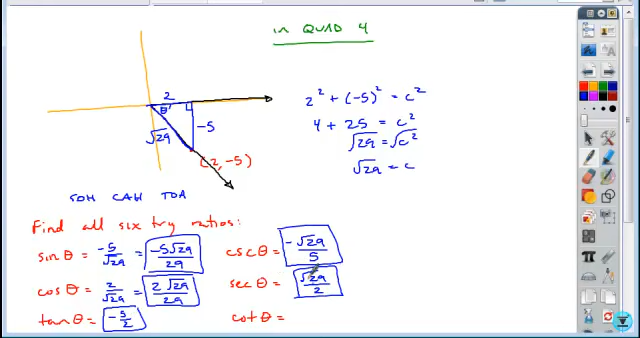 in QUAD 4
2
θ'
√29
-5
(2, -5)
2² + (-5)² = c²
4 + 25 = c²
√29 = √c²
√29 = c
SOH CAH TOA
Find all six trig ratios:
sin θ = -5/√29 = -5√29/29
csc θ = -√29/5
cos θ = 2/√29 = 2√29/29
sec θ = √29/2
tan θ = -5/2
cot θ =